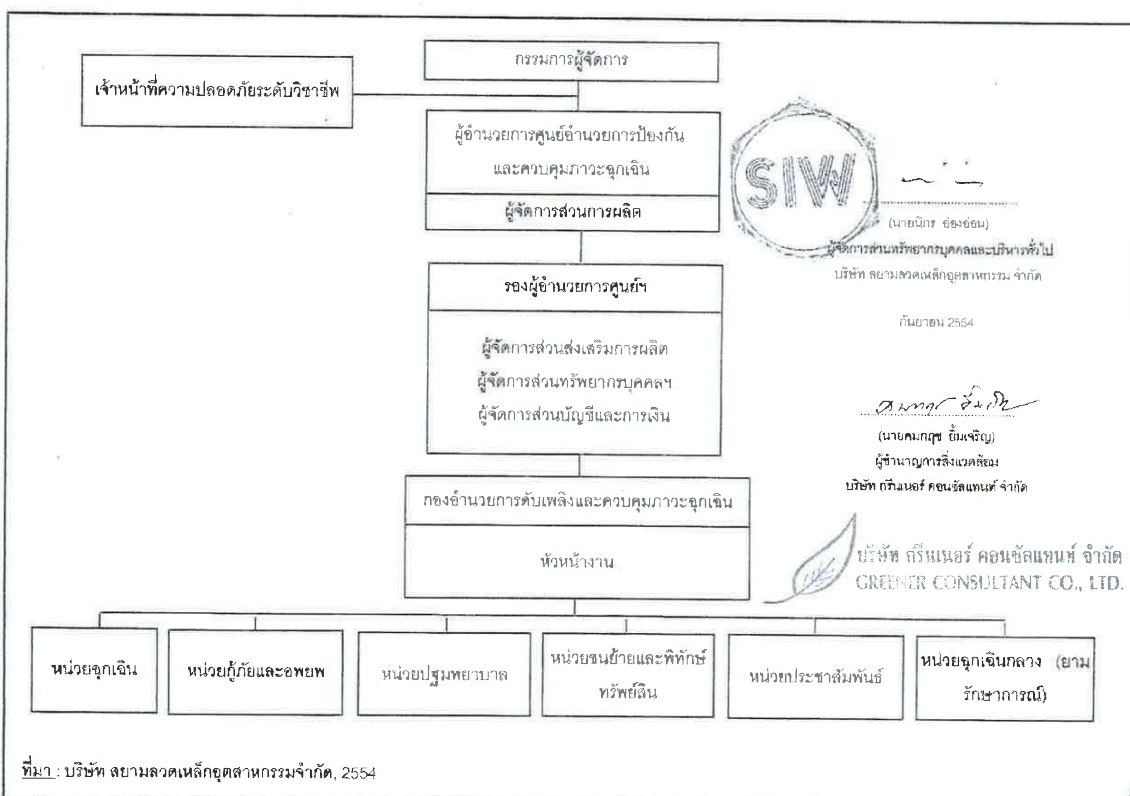 กรรมการผู้จัดการ
เจ้าหน้าที่ความปลอดภัยระดับวิชาชีพ
ผู้อำนวยการศูนย์อำนวยการป้องกัน
และควบคุมภาวะฉุกเฉิน
ผู้จัดการส่วนการผลิต
รองผู้อำนวยการศูนย์ฯ
ผู้จัดการส่วนส่งเสริมการผลิต
ผู้จัดการส่วนทรัพยากรบุคคลฯ
ผู้จัดการส่วนบัญชีและการเงิน
กองอำนวยการดับเพลิงและควบคุมภาวะฉุกเฉิน
หัวหน้างาน
หน่วยฉุกเฉิน
หน่วยกู้ภัยและอพยพ
หน่วยปฐมพยาบาล
หน่วยขนย้ายและพิทักษ์
ทรัพย์สิน
หน่วยประชาสัมพันธ์
หน่วยฉุกเฉินกลาง (ยาม
รักษาการณ์)
SIW
(นายนิกร อ่องอ่อน)
ผู้จัดการส่วนทรัพยากรบุคคลและบริหารทั่วไป
บริษัท สยามลวดเหล็กอุตสาหกรรม จำกัด
กันยายน 2554
(นายคมกฤช ยิ้มเจริญ)
ผู้ชำนาญการสิ่งแวดล้อม
บริษัท กรีนเนอร์ คอนซัลแทนท์ จำกัด
บริษัท กรีนเนอร์ คอนซัลแทนท์ จำกัด
GREENER CONSULTANT CO., LTD.
ที่มา : บริษัท สยามลวดเหล็กอุตสาหกรรมจำกัด, 2554